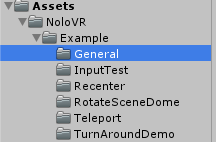 Assets
NoloVR
Example
General
InputTest
Recenter
RotateSceneDome
Teleport
TurnAroundDemo